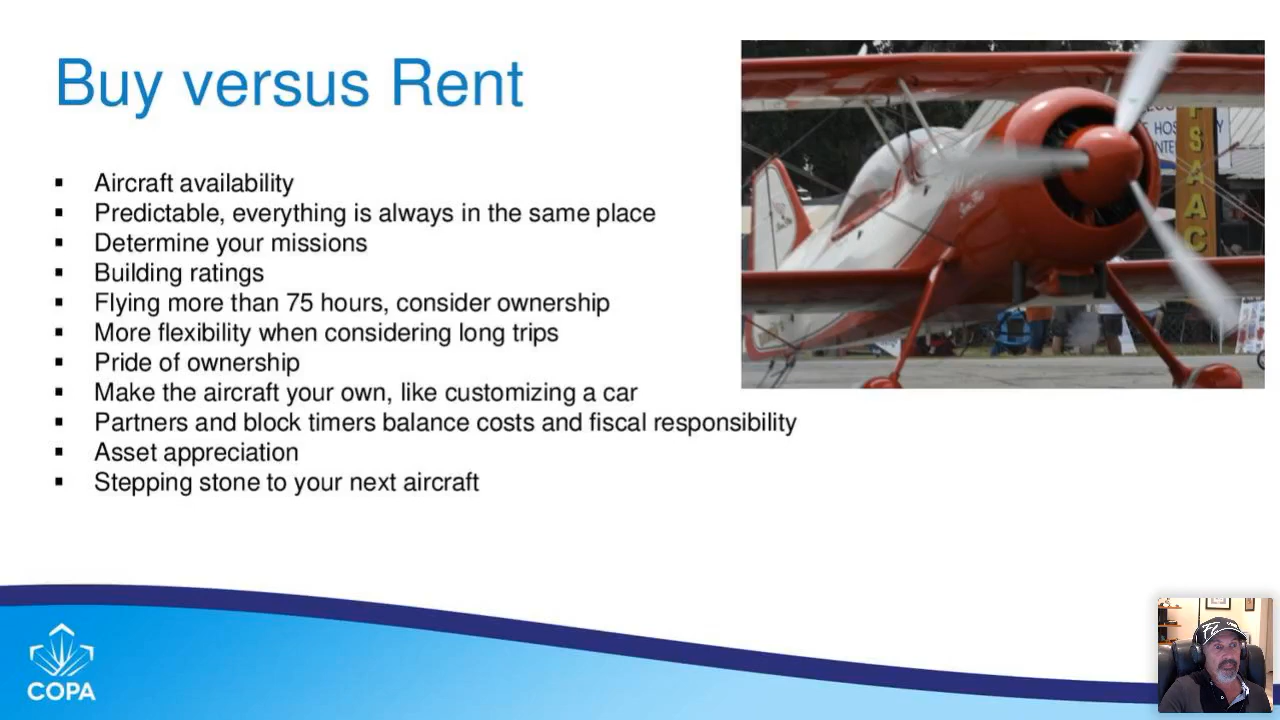 Buy versus Rent
▪ Aircraft availability
▪ Predictable, everything is always in the same place
▪ Determine your missions
▪ Building ratings
▪ Flying more than 75 hours, consider ownership
▪ More flexibility when considering long trips
▪ Pride of ownership
▪ Make the aircraft your own, like customizing a car
▪ Partners and block timers balance costs and fiscal responsibility
▪ Asset appreciation
▪ Stepping stone to your next aircraft
COPA